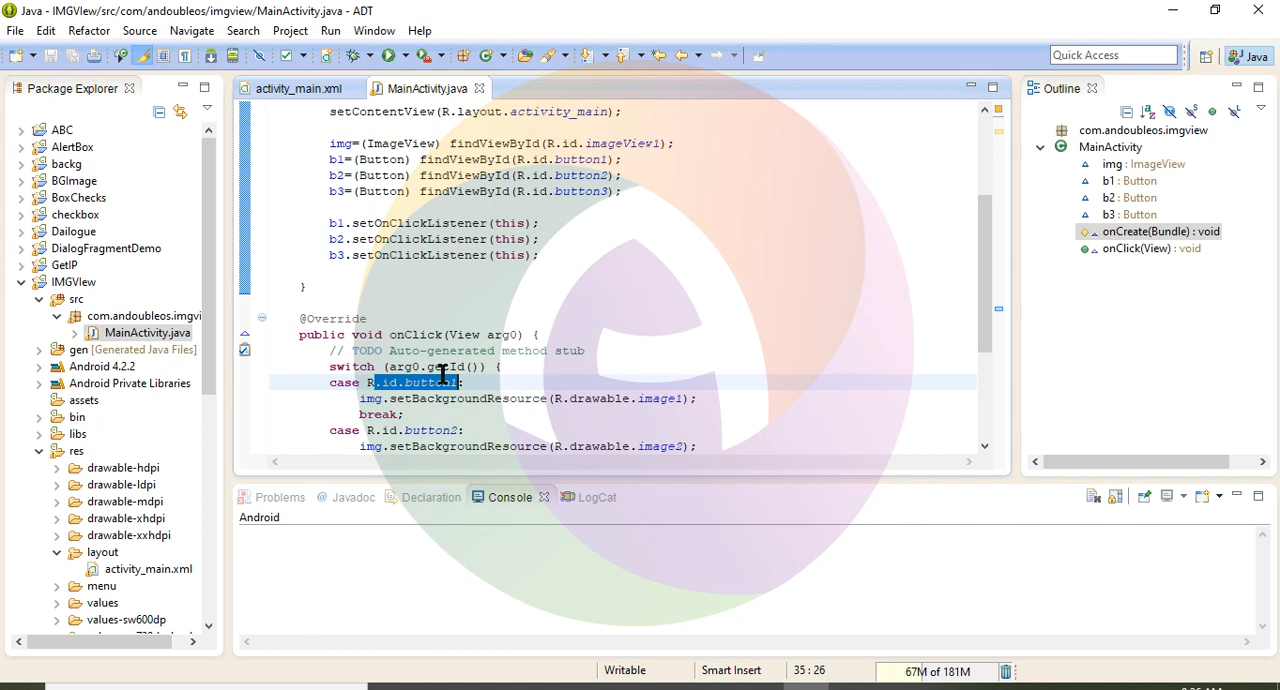 Java - IMGVIew/src/com/andoubleos/imgview/MainActivity.java - ADT
File Edit Refactor Source Navigate Search Project Run Window Help
Quick Access
Java
Package Explorer
ABC
AlertBox
backg
BGImage
BoxChecks
checkbox
Dailogue
DialogFragmentDemo
GetIP
IMGVIew
src
com.andoubleos.imgvi
MainActivity.java
gen [Generated Java Files]
Android 4.2.2
Android Private Libraries
assets
bin
libs
res
drawable-hdpi
drawable-ldpi
drawable-mdpi
drawable-xhdpi
drawable-xxhdpi
layout
activity_main.xml
menu
values
values-sw600dp
activity_main.xml
MainActivity.java
setContentView(R.layout.activity_main);
img=(ImageView) findViewById(R.id.imageView1);
b1=(Button) findViewById(R.id.button1);
b2=(Button) findViewById(R.id.button2);
b3=(Button) findViewById(R.id.button3);
b1.setOnClickListener(this);
b2.setOnClickListener(this);
b3.setOnClickListener(this);
}
@Override
public void onClick(View arg0) {
// TODO Auto-generated method stub
switch (arg0.getId()) {
case R.id.button1:
img.setBackgroundResource(R.drawable.image1);
break;
case R.id.button2:
img.setBackgroundResource(R.drawable.image2);
Outline
com.andoubleos.imgview
MainActivity
img : ImageView
b1 : Button
b2 : Button
b3 : Button
onCreate(Bundle) : void
onClick(View) : void
Problems @ Javadoc Declaration Console LogCat
Android
Writable Smart Insert 35 : 26 67M of 181M